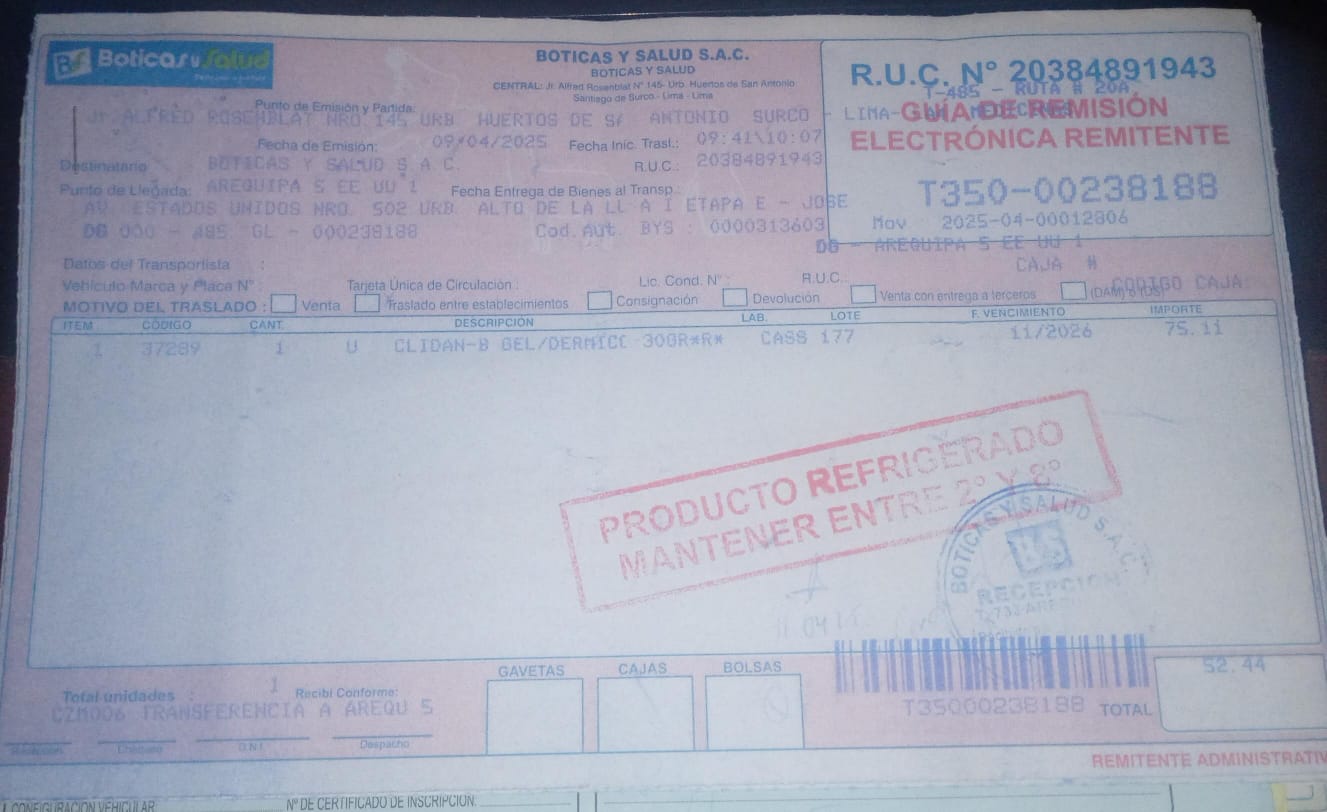 BS Boticas y Salud
BOTICAS Y SALUD S.A.C.
BOTICAS Y SALUD
CENTRAL: Jr. Alfred Rosenblat N° 145- Urb. Huertos de San Antonio
Santiago de Surco - Lima - Lima
R.U.C. N° 20384891943
T-485 - RUTA # 20A
GUÍA DE REMISIÓN
ELECTRÓNICA REMITENTE
T350-00238188
Mov 2025-04-00012806
Punto de Emisión y Partida:
Jr. ALFRED ROSENBLAT NRO. 145 URB. HUERTOS DE S/ ANTONIO SURCO - LIMA-
Fecha de Emisión: 09*04/2025 Fecha Inic. Trasl.: 09:41\10:07
Destinatario BOTICAS Y SALUD S A C. R.U.C.: 20384891943
Punto de Llegada: AREQUIPA 5 EE UU 1 Fecha Entrega de Bienes al Transp.:
AV. ESTADOS UNIDOS NRO. 502 URB. ALTO DE LA LL A I ETAPA E - JOSE
DG 000 - 485 GL - 000238188 Cod. Aut. BYS : 0000313603
DG - AREQUIPA 5 EE UU 1
CAJA #
Datos del Transportista :
Vehículo Marca y Placa N° : Tarjeta Única de Circulación : Lic. Cond. N° : R.U.C.:
CODIGO CAJA:
MOTIVO DEL TRASLADO : Venta Traslado entre establecimientos Consignación Devolución Venta con entrega a terceros
ITEM CÓDIGO CANT. DESCRIPCIÓN LAB. LOTE F. VENCIMIENTO IMPORTE
1 37289 1 U CLIDAN-B GEL/DERMICO 30GR*R* CASS 177 11/2026 75.11
PRODUCTO REFRIGERADO
MANTENER ENTRE 2° Y 8°
BOTICAS Y SALUD S.A.C.
BS
RECEPCION
GAVETAS CAJAS BOLSAS
52.44
Total unidades : 1 Recibí Conforme:
CZM006 TRANSFERENCIA A AREQU 5
T35000238188 TOTAL
Chequeo D.N.I. Despacho
REMITENTE ADMINISTRATIV
CONFIGURACION VEHICULAR N° DE CERTIFICADO DE INSCRIPCION: